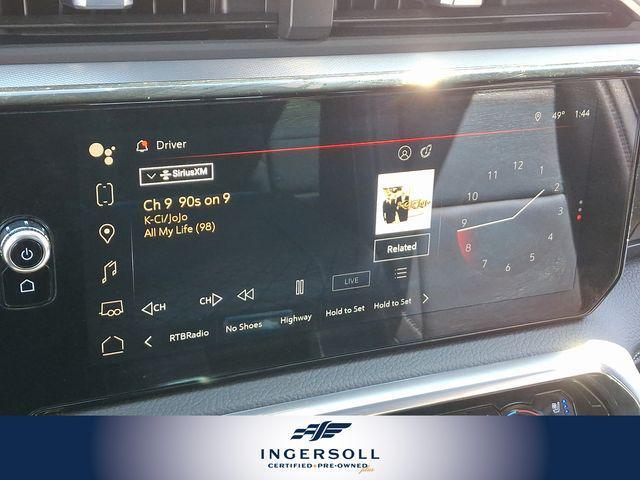 Driver
49° 1:44
SiriusXM
Ch 9 90s on 9
K-Ci/JoJo
All My Life (98)
Related
12
1
2
3
4
5
6
7
8
9
10
11
CH CH LIVE
RTBRadio No Shoes Highway Hold to Set Hold to Set
INGERSOLL
CERTIFIED • PRE-OWNED plus